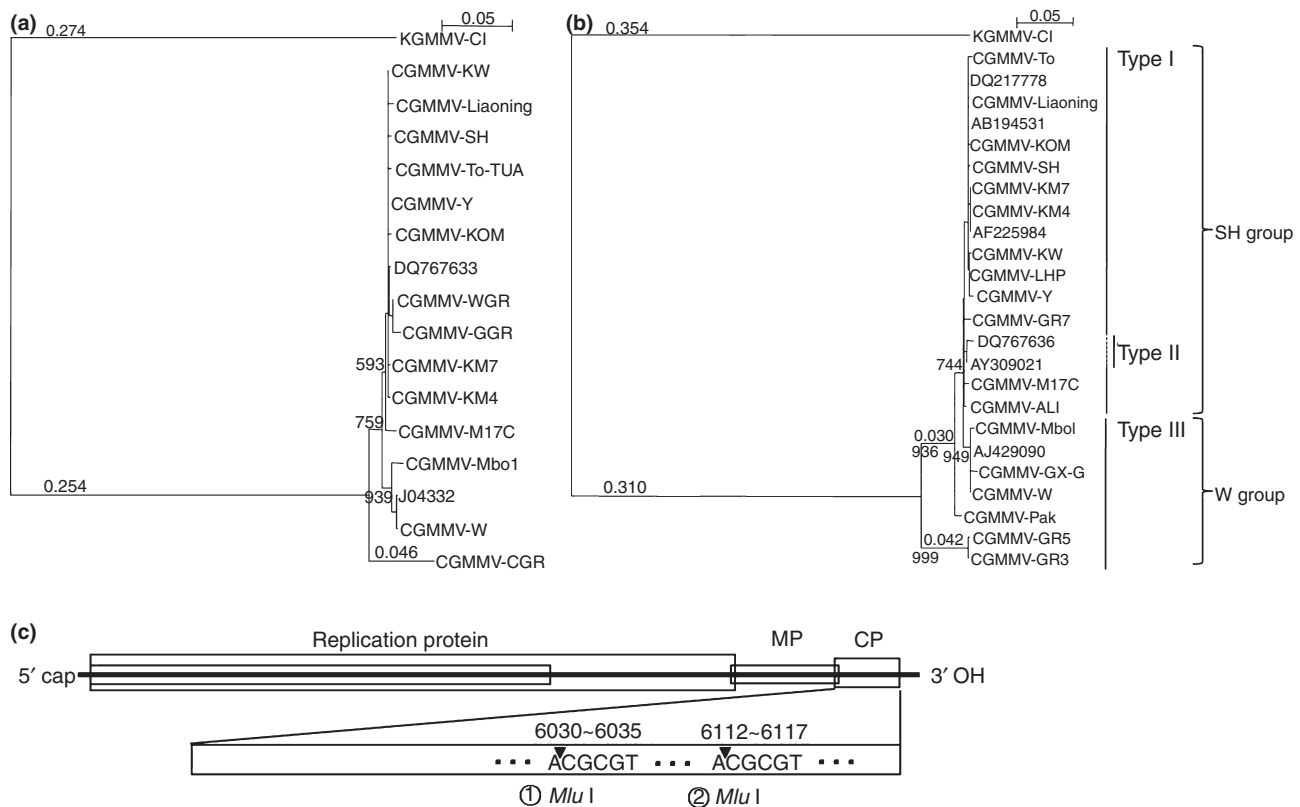 (a)
0.05
0.274
KGMMV-CI
CGMMV-KW
CGMMV-Liaoning
CGMMV-SH
CGMMV-To-TUA
CGMMV-Y
CGMMV-KOM
DQ767633
CGMMV-WGR
CGMMV-GGR
593
CGMMV-KM7
CGMMV-KM4
759
CGMMV-M17C
CGMMV-Mbo1
0.254
939
J04332
CGMMV-W
0.046
CGMMV-CGR
(b)
0.05
0.354
KGMMV-CI
CGMMV-To
Type I
DQ217778
CGMMV-Liaoning
AB194531
CGMMV-KOM
CGMMV-SH
CGMMV-KM7
CGMMV-KM4
AF225984
SH group
CGMMV-KW
CGMMV-LHP
CGMMV-Y
CGMMV-GR7
DQ767636
Type II
744
AY309021
CGMMV-M17C
CGMMV-ALI
CGMMV-Mbol
Type III
0.030
936
949
AJ429090
CGMMV-GX-G
0.310
CGMMV-W
W group
CGMMV-Pak
0.042
CGMMV-GR5
999
CGMMV-GR3
(c)
Replication protein
MP
CP
5′ cap
3′ OH
6030~6035
6112~6117
▪▪▪ ACGCGT ▪▪▪ ACGCGT ▪▪▪
① Mlu I
② Mlu I